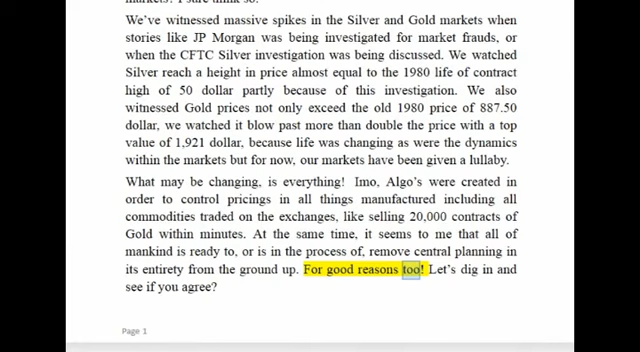 We've witnessed massive spikes in the Silver and Gold markets when
stories like JP Morgan was being investigated for market frauds, or
when the CFTC Silver investigation was being discussed. We watched
Silver reach a height in price almost equal to the 1980 life of contract
high of 50 dollar partly because of this investigation. We also
witnessed Gold prices not only exceed the old 1980 price of 887.50
dollar, we watched it blow past more than double the price with a top
value of 1,921 dollar, because life was changing as were the dynamics
within the markets but for now, our markets have been given a lullaby.
What may be changing, is everything! Imo, Algo's were created in
order to control pricings in all things manufactured including all
commodities traded on the exchanges, like selling 20,000 contracts of
Gold within minutes. At the same time, it seems to me that all of
mankind is ready to, or is in the process of, remove central planning in
its entirety from the ground up. For good reasons too! Let's dig in and
see if you agree?
Page 1